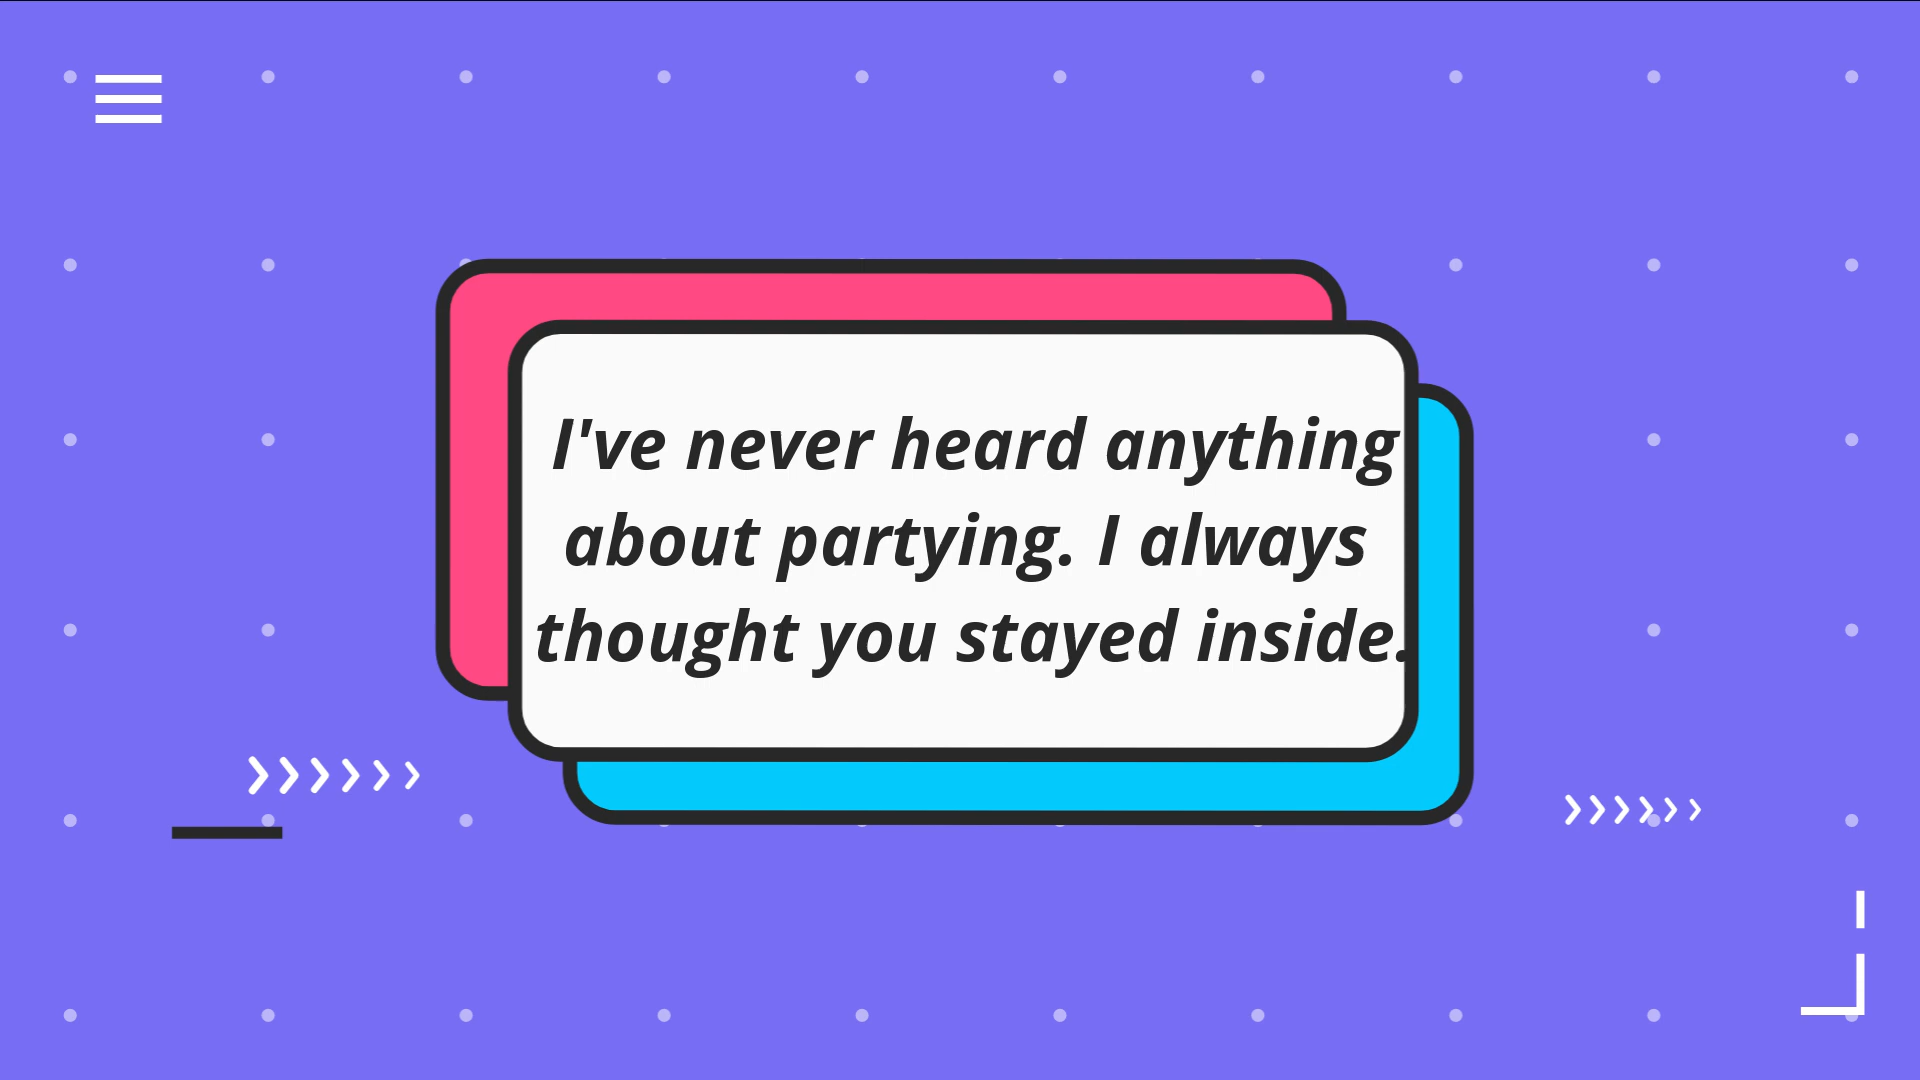 I've never heard anything
about partying. I always
thought you stayed inside.